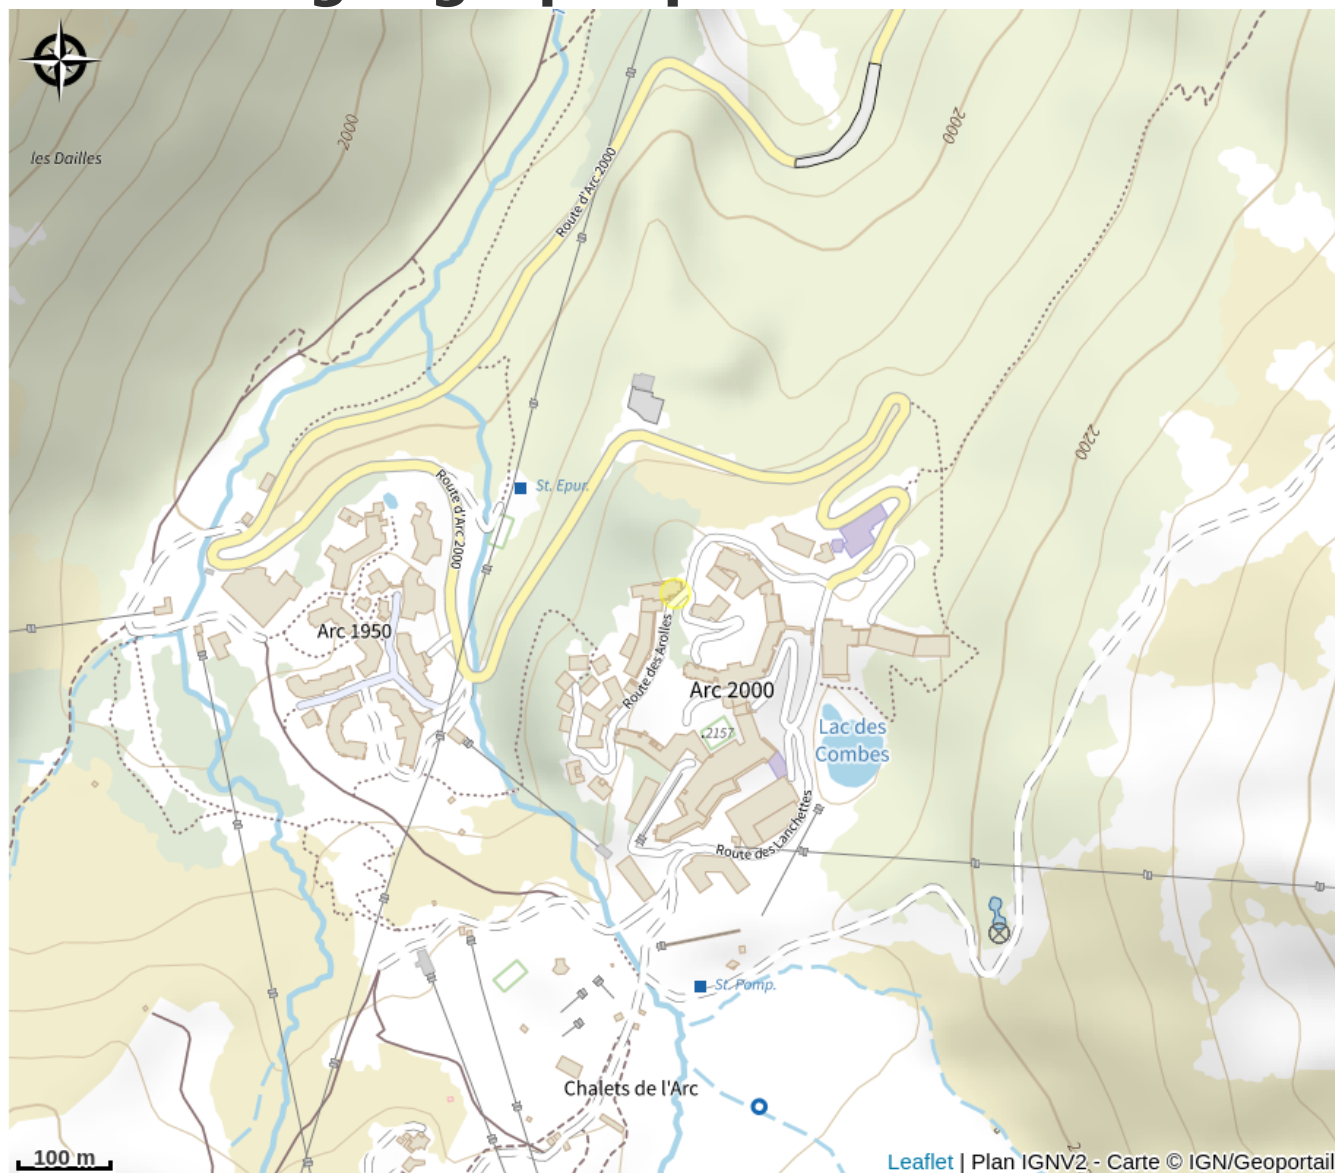 2000
2000
les Dailles
Route d'Arc 2000
2200
Route d'Arc 2000
St. Epur.
Arc 1950
Route des Arolles
Arc 2000
.2157
Lac des
Combes
Route des Lanchettes
St. Pomp.
Chalets de l'Arc
100 m
Leaflet | Plan IGNV2 - Carte © IGN/Geoportail